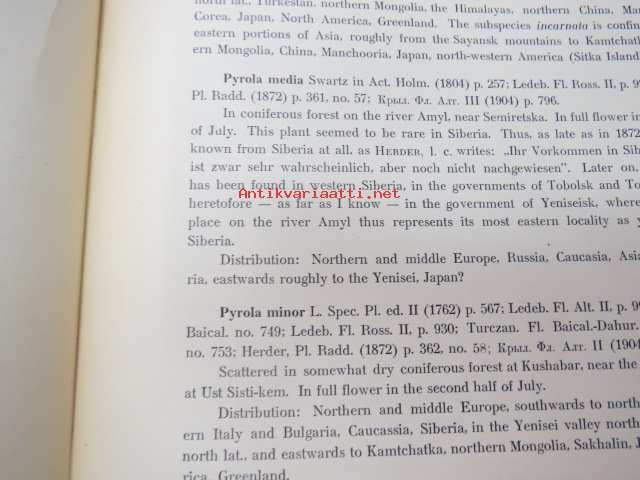 north lat., Turkestan, northern Mongolia, the Himalayas, northern China, Man
Corea, Japan, North America, Greenland. The subspecies incarnata is confin
eastern portions of Asia, roughly from the Sayansk mountains to Kamtchatk
ern Mongolia, China, Manchooria, Japan, north-western America (Sitka Island
Pyrola media Swartz in Act. Holm. (1804) p. 257; Ledeb. Fl. Ross. II, p. 9
Pl. Radd. (1872) p. 361, no. 57; Крыл. Фл. Алт. III (1904) p. 796.
In coniferous forest on the river Amyl, near Semiretska. In full flower in
of July. This plant seemed to be rare in Siberia. Thus, as late as in 1872
known from Siberia at all, as Herder, l. c. writes: „Ihr Vorkommen in Sib
ist zwar sehr wahrscheinlich, aber noch nicht nachgewiesen”. Later on,
has been found in western Siberia, in the governments of Tobolsk and To
Antikvariaatti.net
heretofore — as far as I know — in the government of Yeniseisk, where
place on the river Amyl thus represents its most eastern locality as y
Siberia.
Distribution: Northern and middle Europe, Russia, Caucasia, Asia
ria, eastwards roughly to the Yenisei, Japan?
Pyrola minor L. Spec. Pl. ed. II (1762) p. 567; Ledeb. Fl. Alt. II, p. 9
Baical. no. 749; Ledeb. Fl. Ross. II, p. 930; Turczan. Fl. Baical.-Dahur.
no. 753; Herder, Pl. Radd. (1872) p. 362, no. 58; Крыл. Фл. Алт. II (1904
Scattered in somewhat dry coniferous forest at Kushabar, near the
at Ust Sisti-kem. In full flower in the second half of July.
Distribution: Northern and middle Europe, southwards to north
ern Italy and Bulgaria, Caucassia, Siberia, in the Yenisei valley north
north lat., and eastwards to Kamtchatka, northern Mongolia, Sakhalin, J
rica, Greenland.